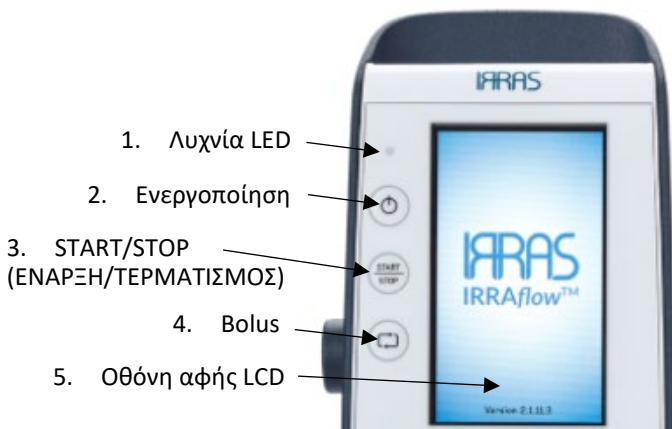 IRRAS
1. Λυχνία LED
2. Ενεργοποίηση
3. START/STOP
(ΕΝΑΡΞΗ/ΤΕΡΜΑΤΙΣΜΟΣ)
START
STOP
4. Bolus
5. Οθόνη αφής LCD
IRRAS
IRRAflow™
Version 2.1.11.3